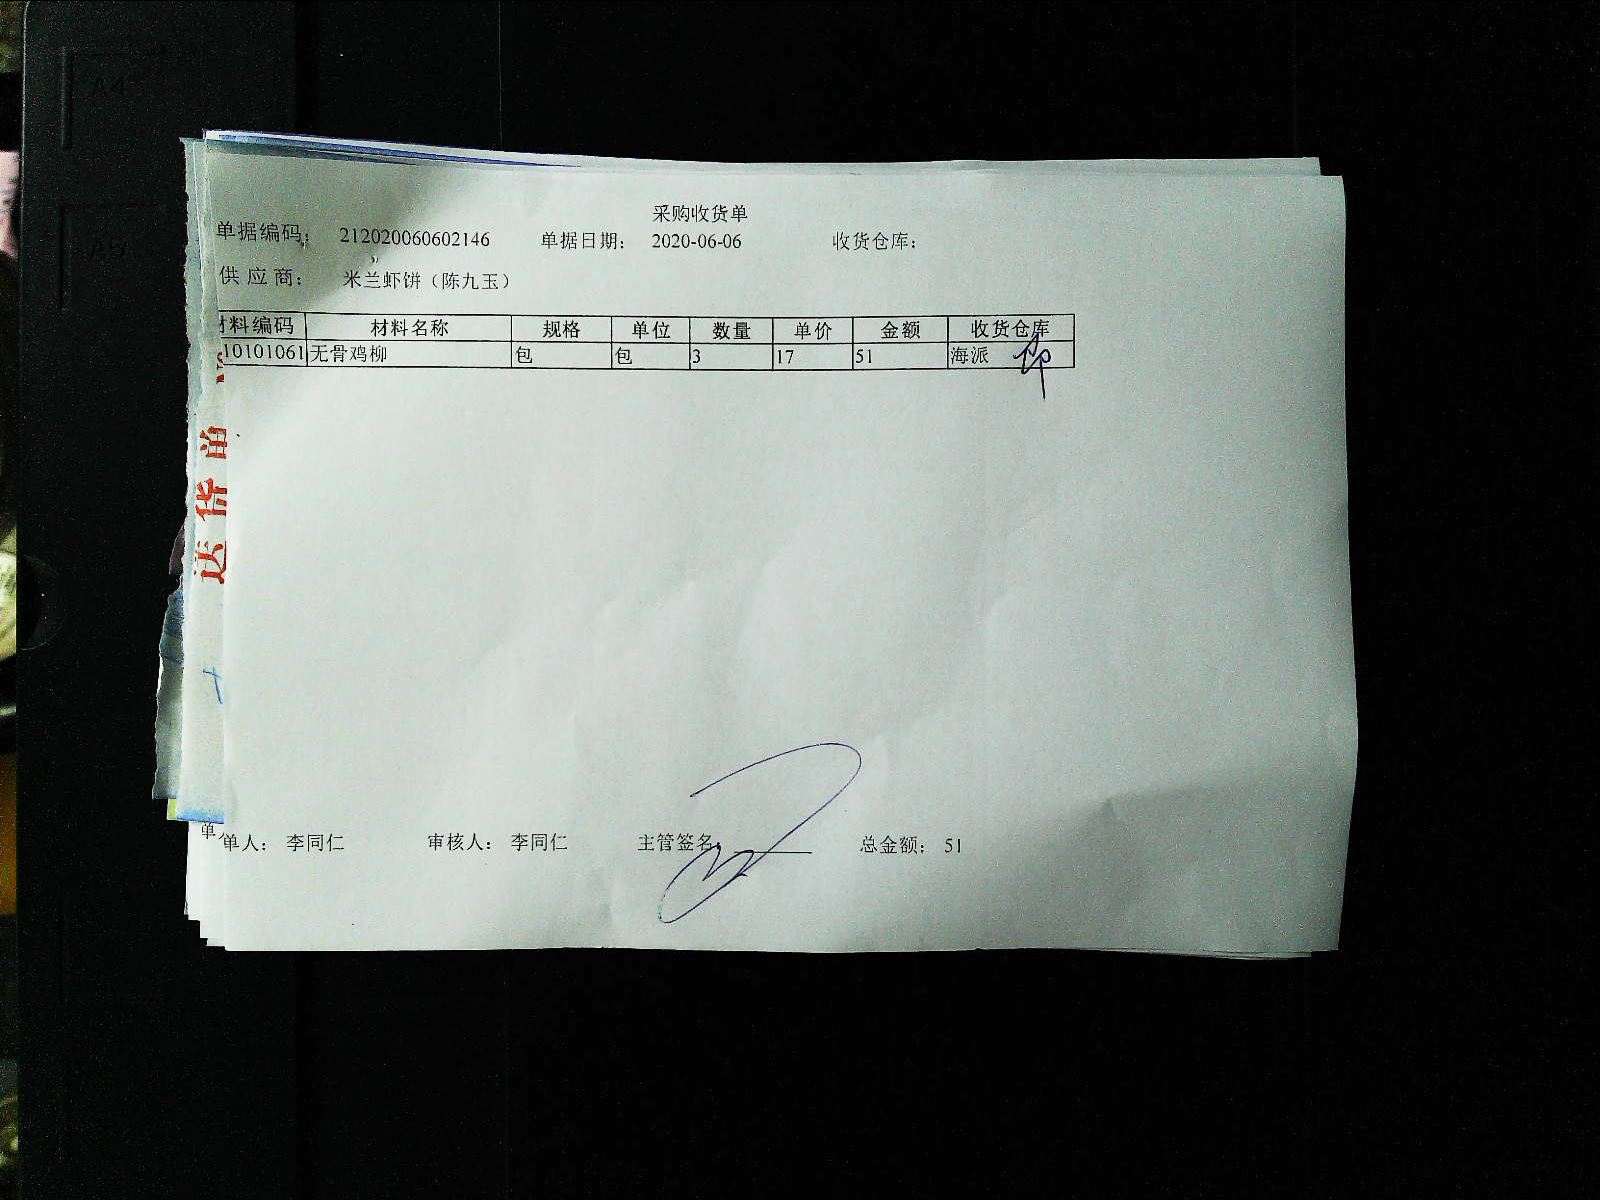 采购收货单
单据编码： 212020060602146 单据日期： 2020-06-06 收货仓库：
供应商： 米兰虾饼（陈九玉）
材料编码 材料名称 规格 单位 数量 单价 金额 收货仓库
10101061 无骨鸡柳 包 包 3 17 51 海派
单人： 李同仁 审核人： 李同仁 主管签名： 总金额： 51
A4
A5